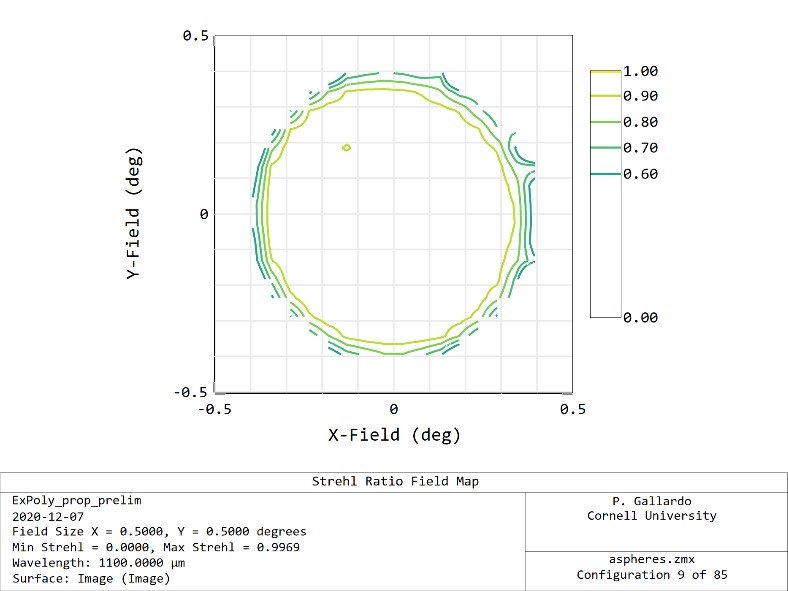 0.5
0
-0.5
Y-Field (deg)
-0.5
0
0.5
X-Field (deg)
1.00
0.90
0.80
0.70
0.60
0.00
Strehl Ratio Field Map
ExPoly_prop_prelim
2020-12-07
Field Size X = 0.5000, Y = 0.5000 degrees
Min Strehl = 0.0000, Max Strehl = 0.9969
Wavelength: 1100.0000 µm
Surface: Image (Image)
P. Gallardo
Cornell University
aspheres.zmx
Configuration 9 of 85